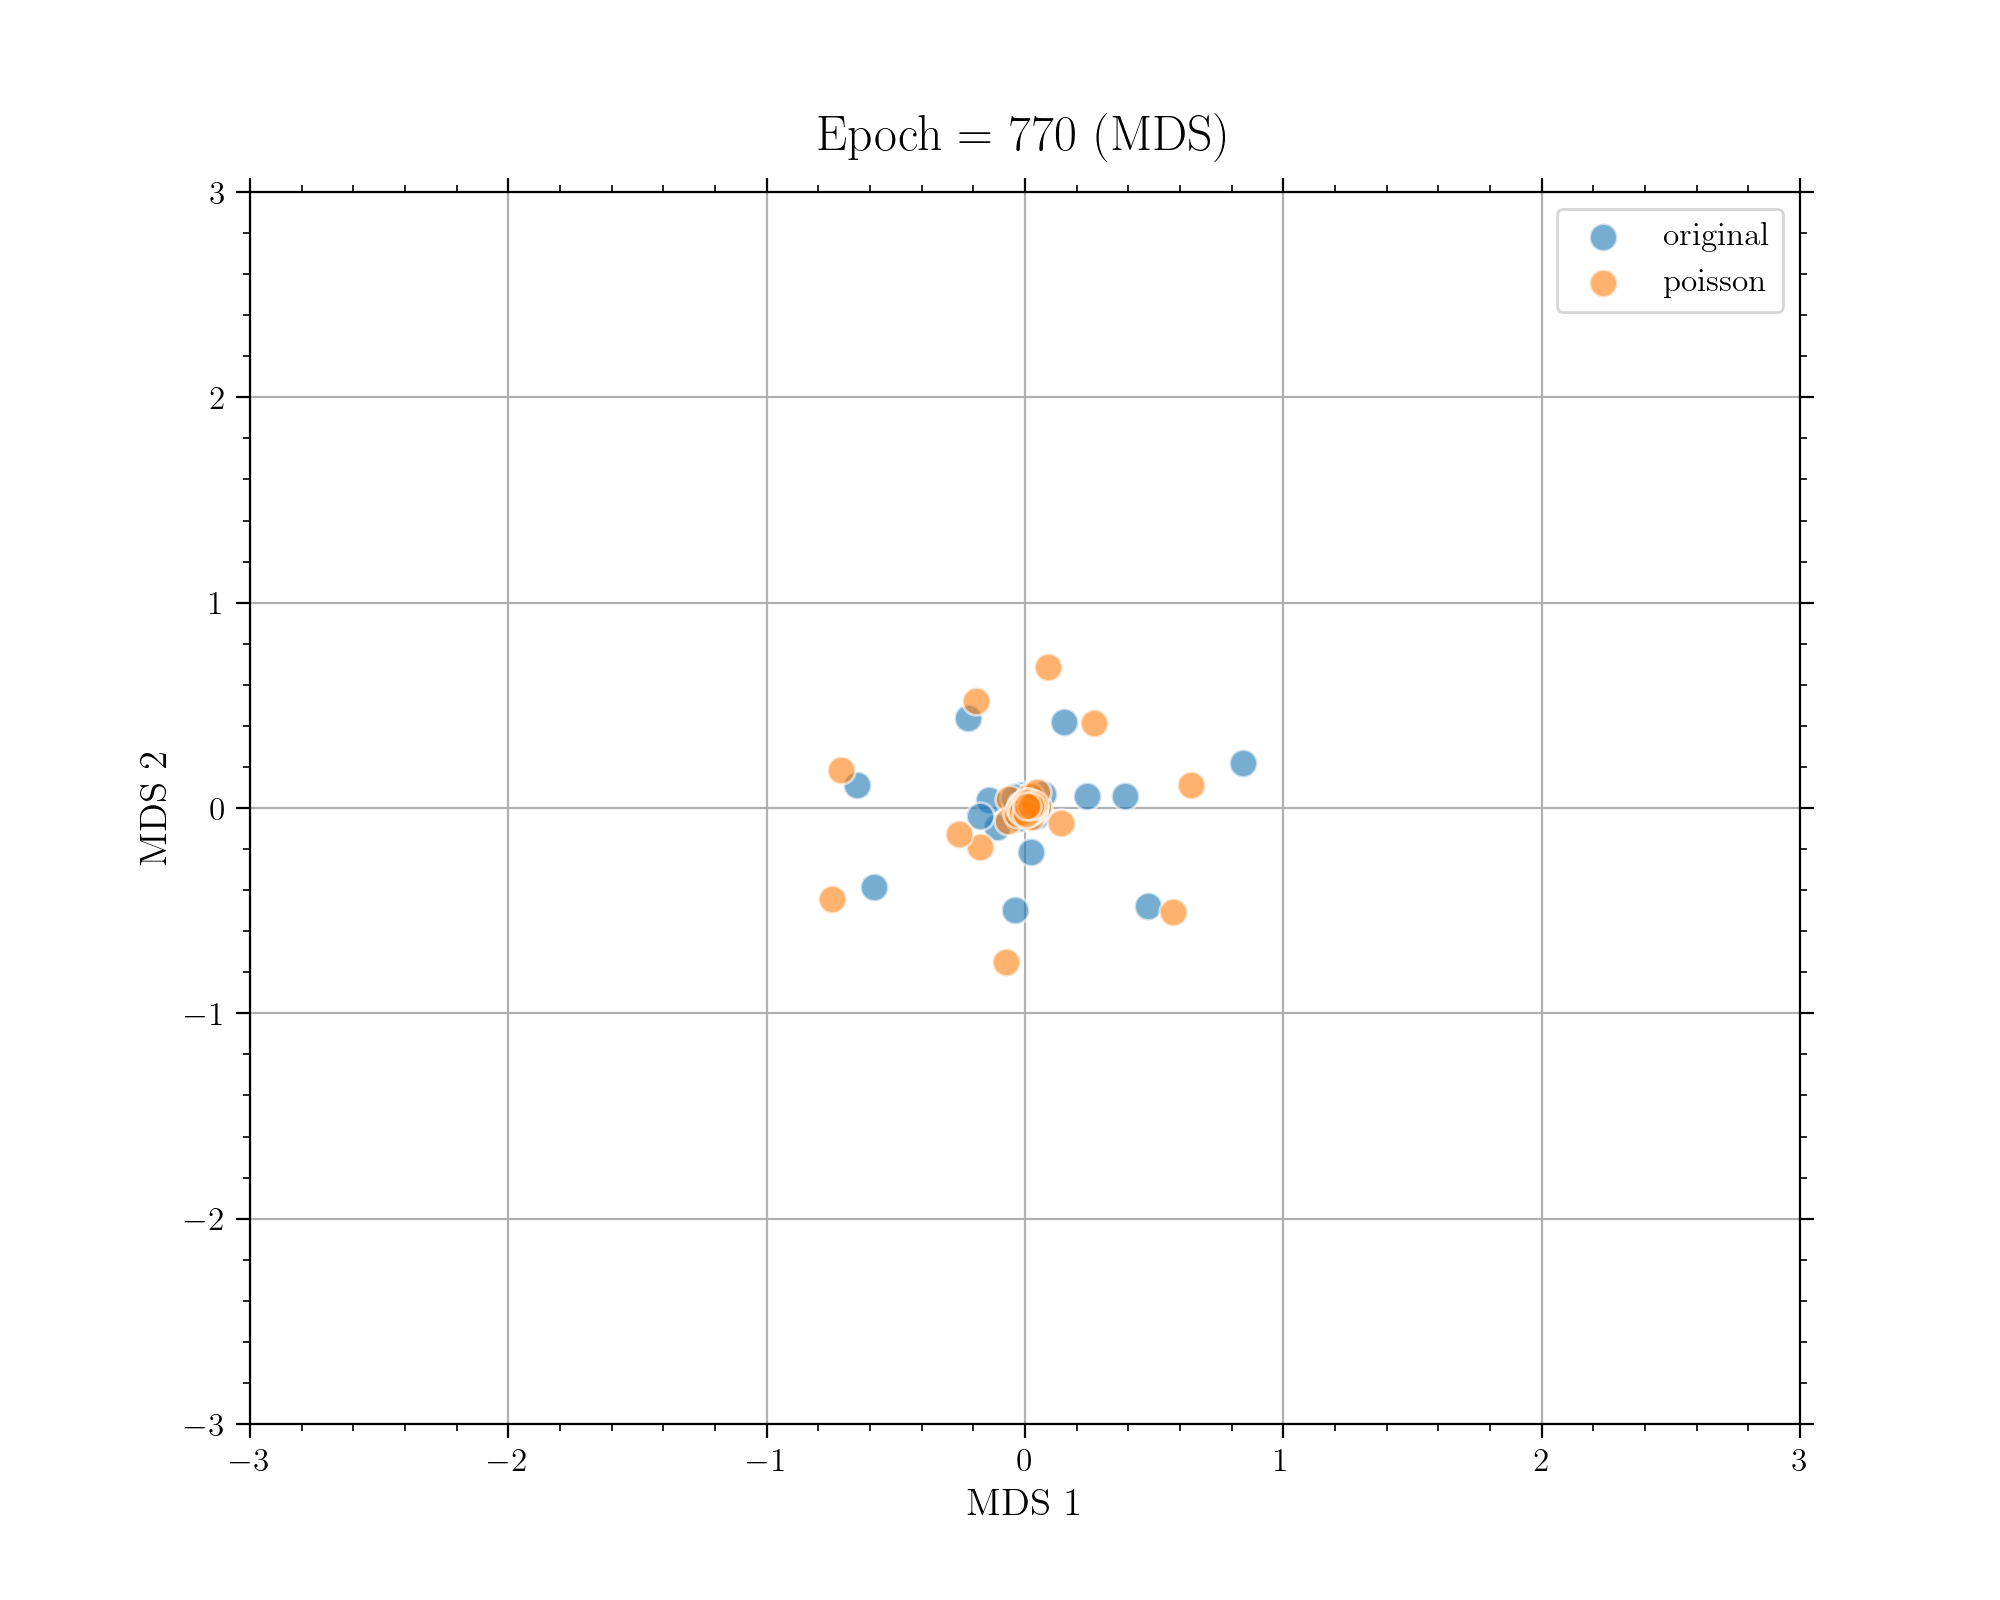 Epoch = 770 (MDS)
original
poisson
3
2
1
0
−1
−2
−3
MDS 2
−3 −2 −1 0 1 2 3
MDS 1